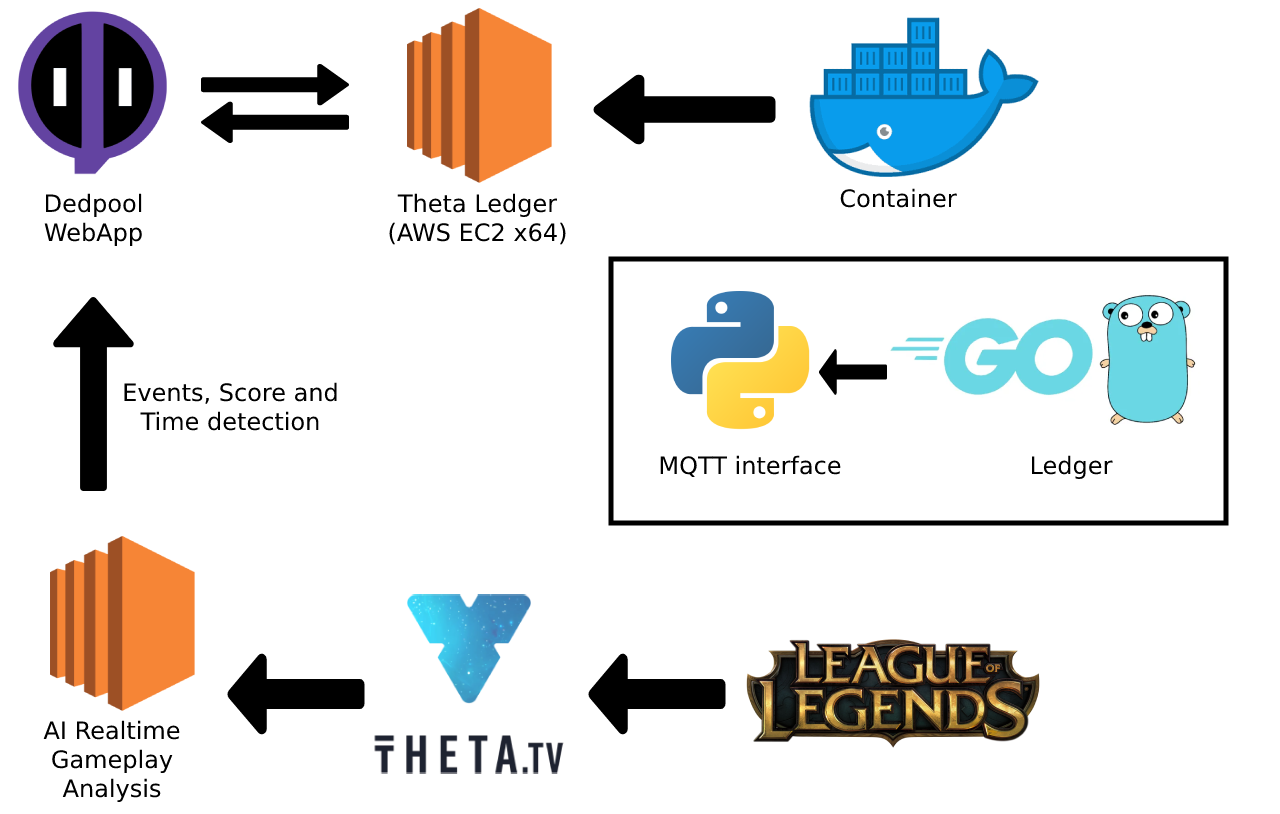 Dedpool
WebApp
Theta Ledger
(AWS EC2 x64)
Container
GO
MQTT interface
Ledger
Events, Score and
Time detection
AI Realtime
Gameplay
Analysis
THETA.TV
LEAGUE OF
LEGENDS